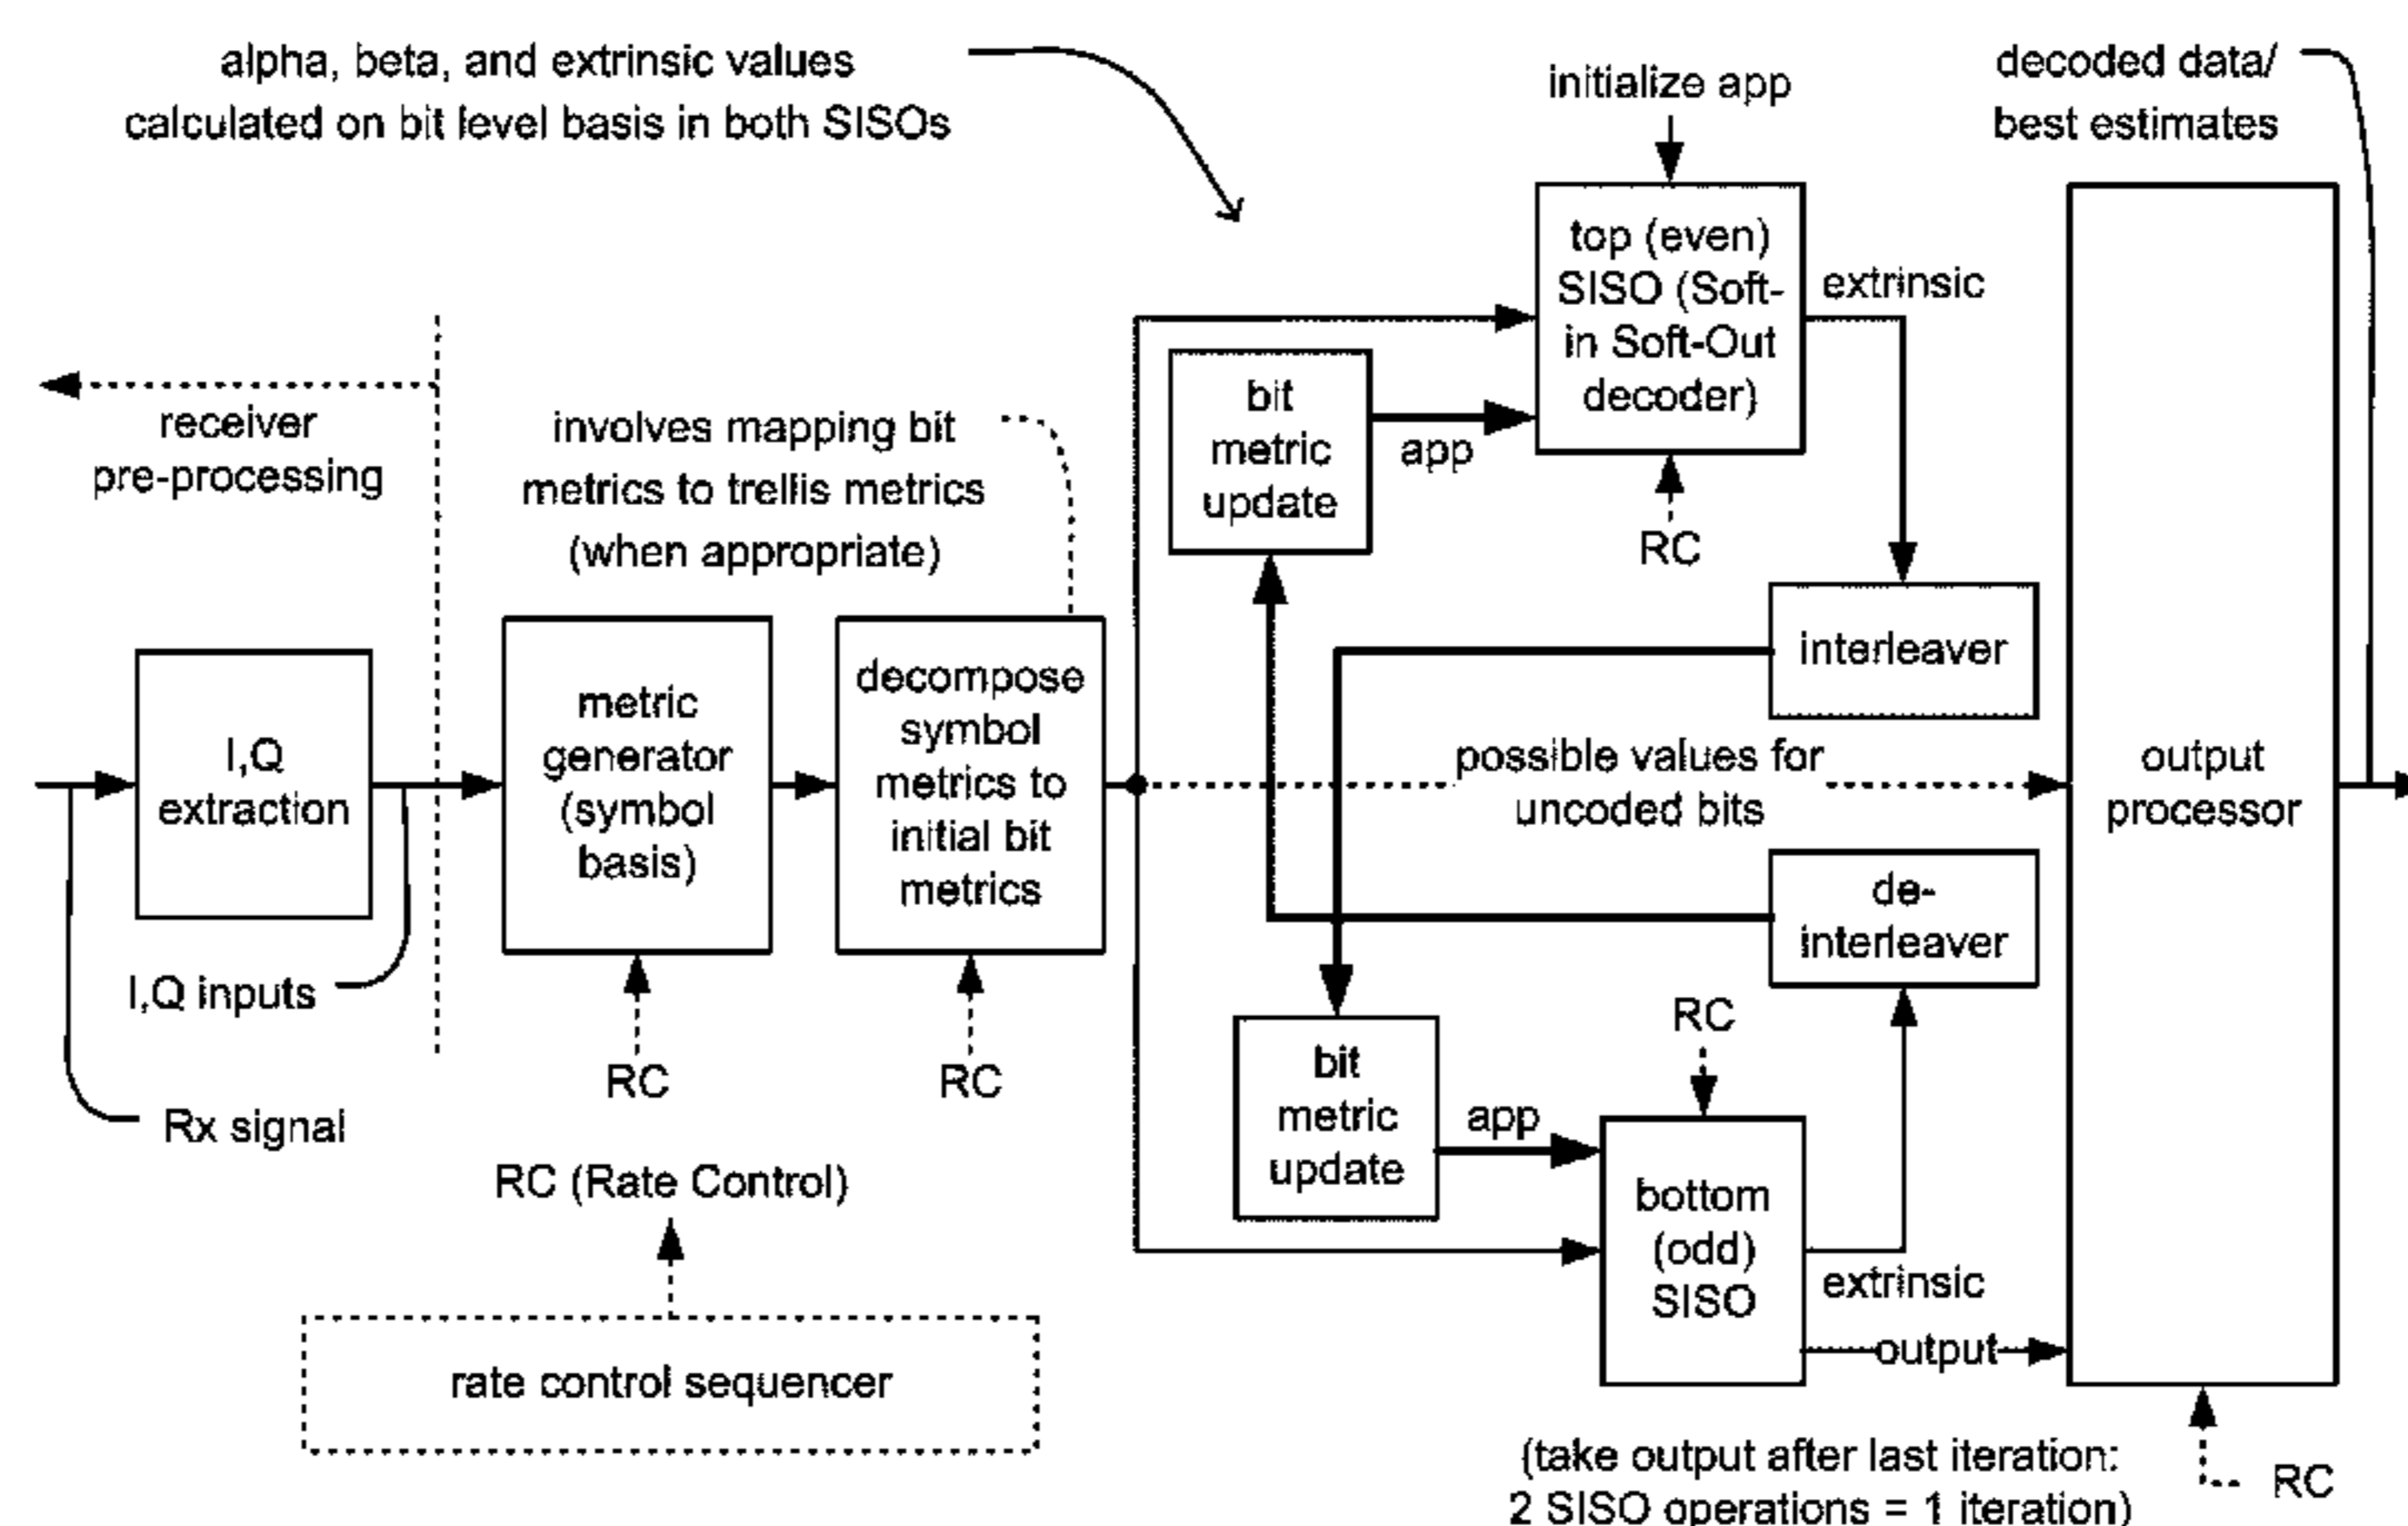 alpha, beta, and extrinsic values
calculated on bit level basis in both SISOs
initialize app
decoded data/
best estimates
top (even)
SISO (Soft-
in Soft-Out
decoder)
extrinsic
receiver
pre-processing
involves mapping bit
metrics to trellis metrics
(when appropriate)
bit
metric
update
app
RC
interleaver
I,Q
extraction
metric
generator
(symbol
basis)
decompose
symbol
metrics to
initial bit
metrics
possible values for
uncoded bits
output
processor
de-
interleaver
I,Q inputs
Rx signal
RC
RC
RC (Rate Control)
rate control sequencer
bit
metric
update
app
RC
bottom
(odd)
SISO
extrinsic
output
(take output after last iteration:
2 SISO operations = 1 iteration)
RC